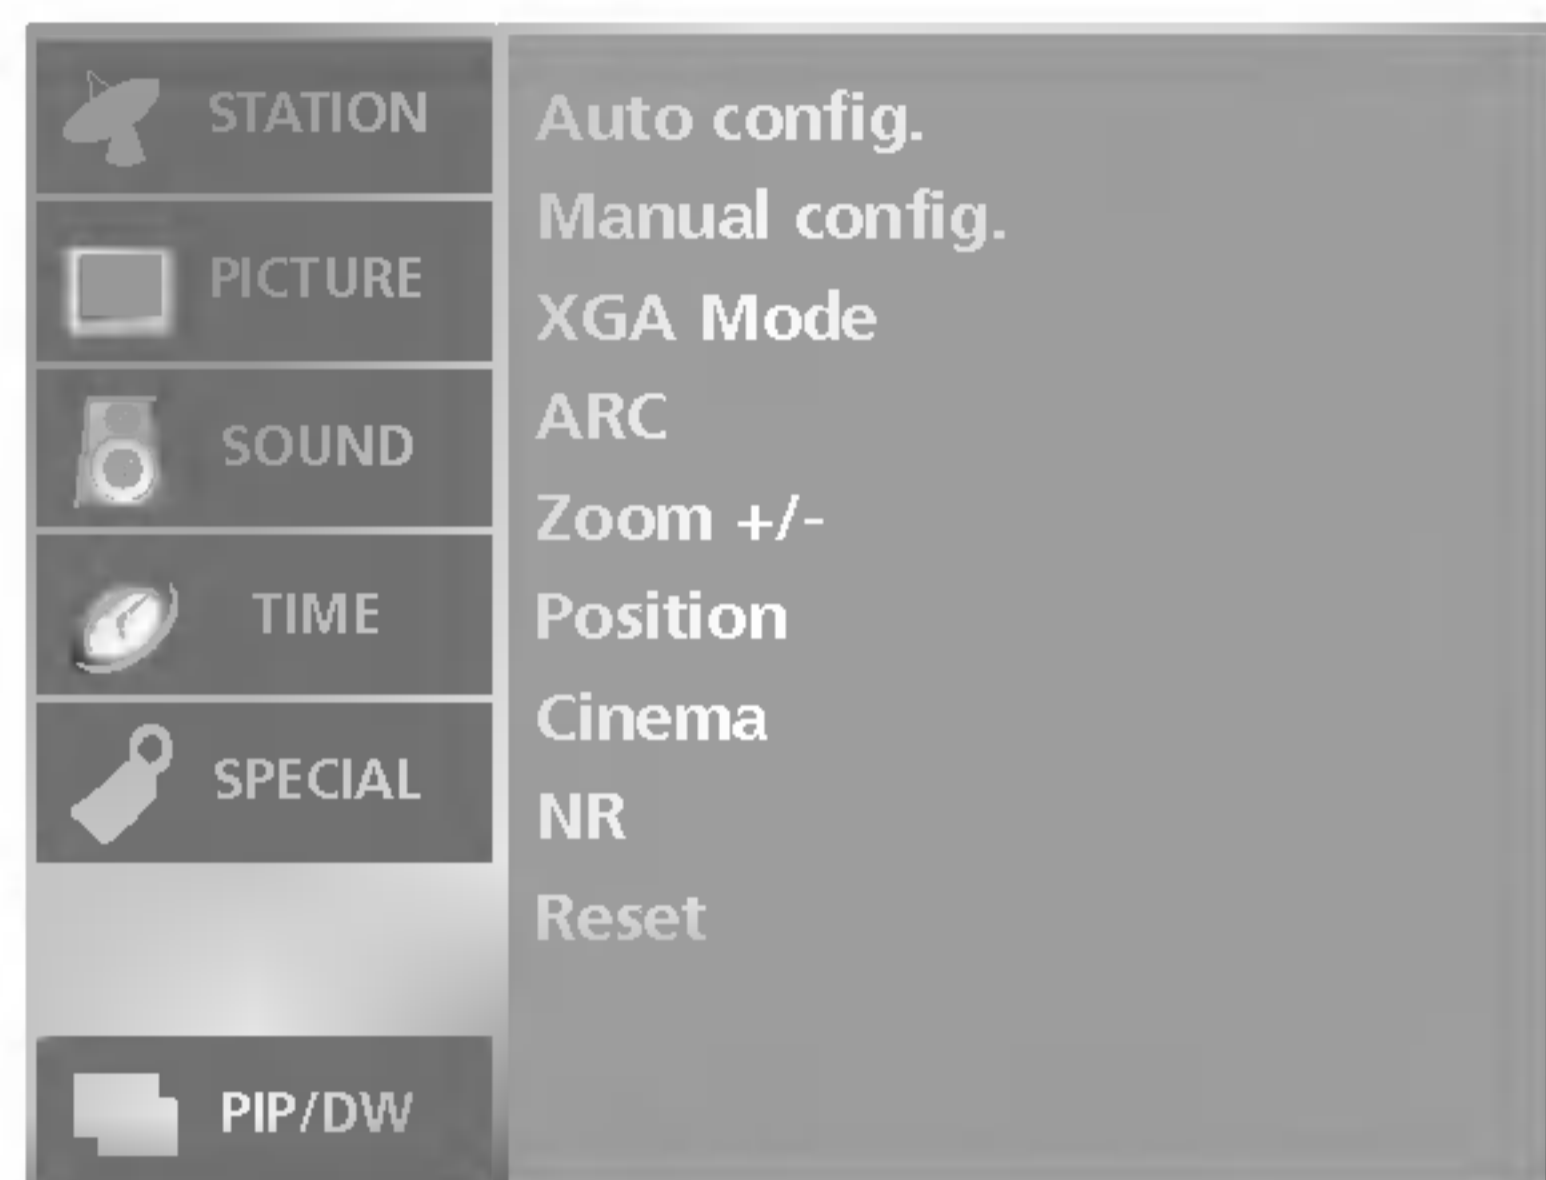 STATION
PICTURE
SOUND
TIME
SPECIAL
PIP/DW
Auto config.
Manual config.
XGA Mode
ARC
Zoom +/-
Position
Cinema
NR
Reset